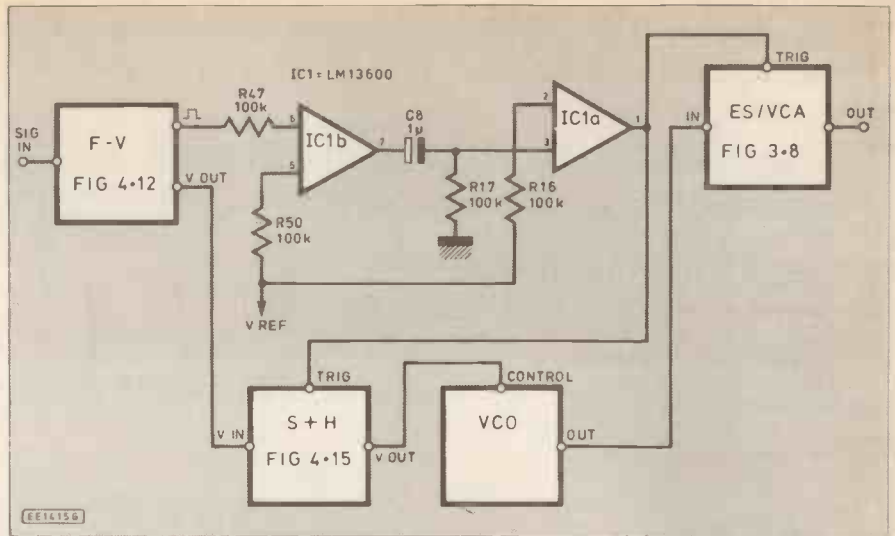 IC1 = LM13600
SIG
IN
F-V
FIG 4·12
V OUT
R47
100k
6
5
IC1b
7
R50
100k
V REF
C8
1μ
R17
100k
R16
100k
2
3
IC1a
1
TRIG
IN
ES/VCA
FIG 3·8
OUT
TRIG
V IN
S + H
FIG 4·15
V OUT
CONTROL
VCO
OUT
EE1415G